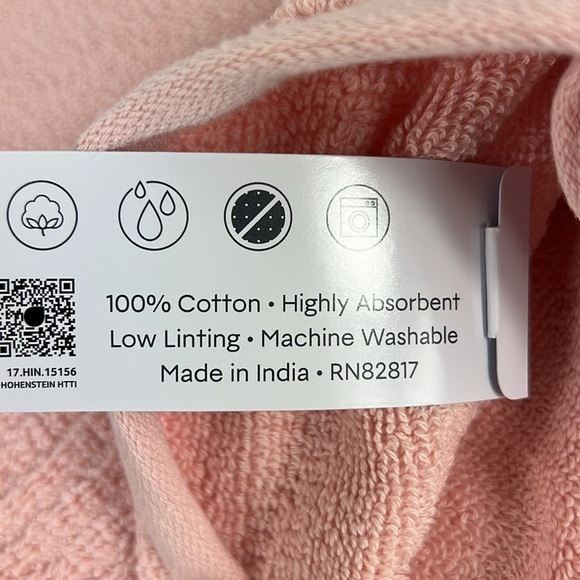 100% Cotton • Highly Absorbent
Low Linting • Machine Washable
Made in India • RN82817
17.HIN.15156
HOHENSTEIN HTTI